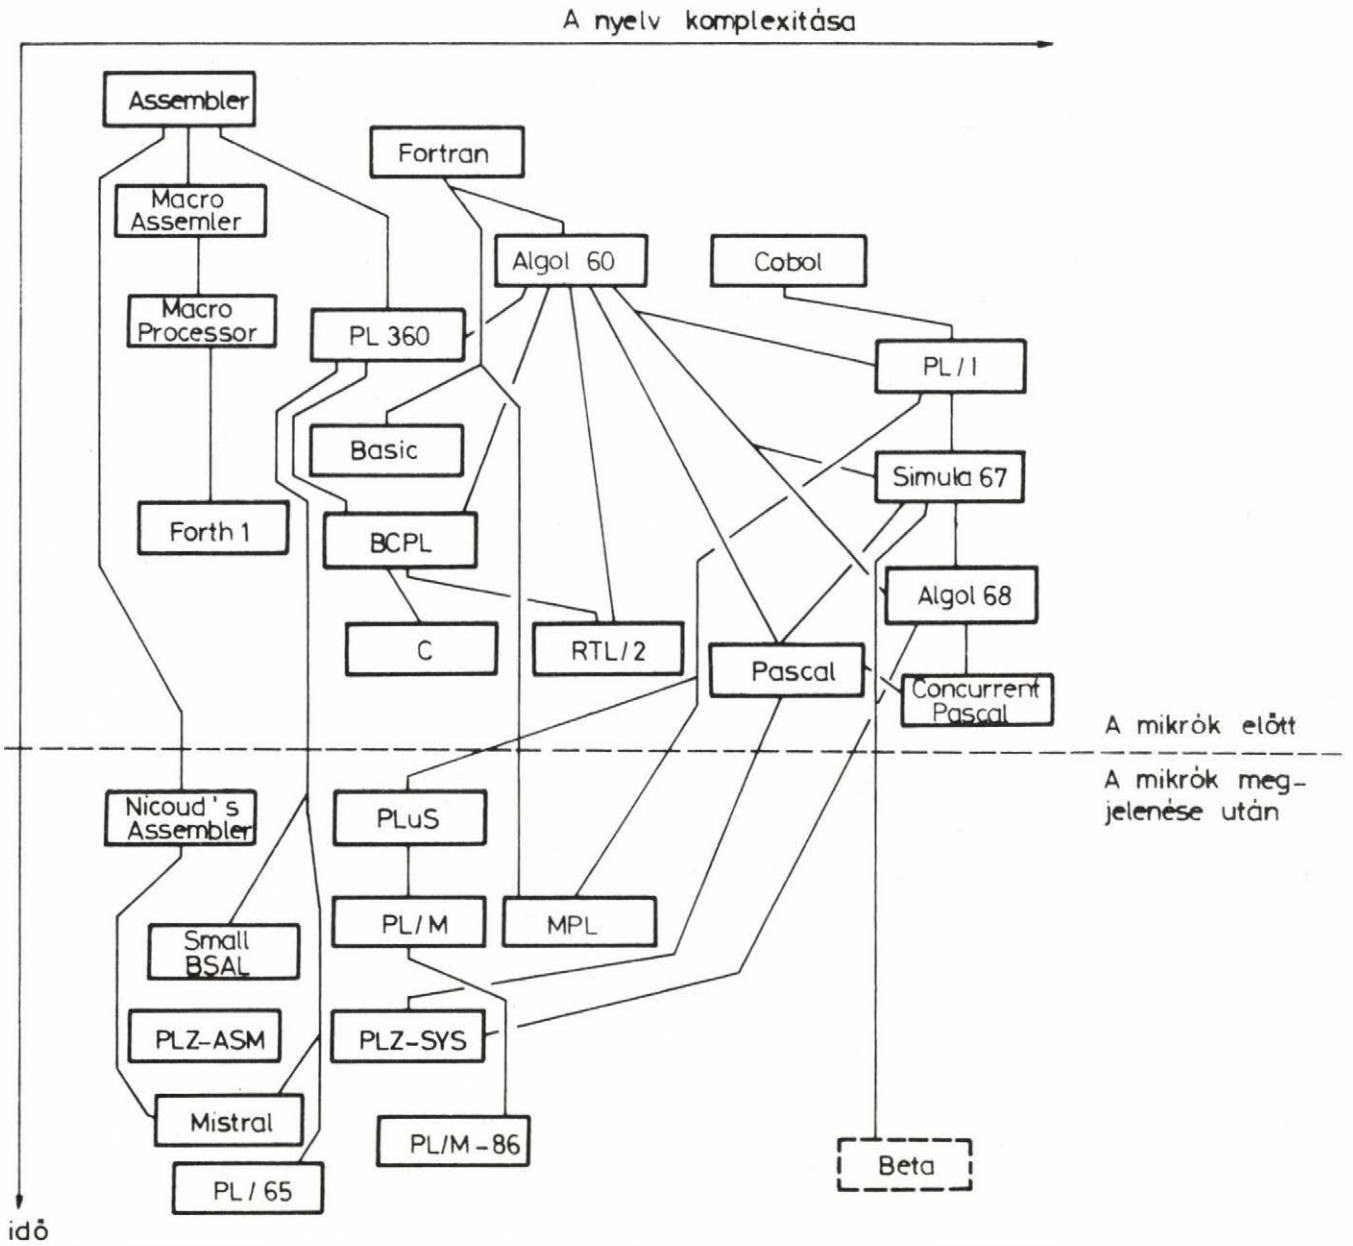 A nyelv komplexitása
Assembler
Fortran
Macro
Assemler
Algol 60
Cobol
Macro
Processor
PL 360
PL/I
Basic
Simula 67
Forth 1
BCPL
Algol 68
C
RTL/2
Pascal
Concurrent
Pascal
A mikrók előtt
A mikrók meg-
jelenése után
Nicoud's
Assembler
PLuS
PL/M
MPL
Small
BSAL
PLZ-ASM
PLZ-SYS
Mistral
PL/M-86
Beta
PL/65
idő